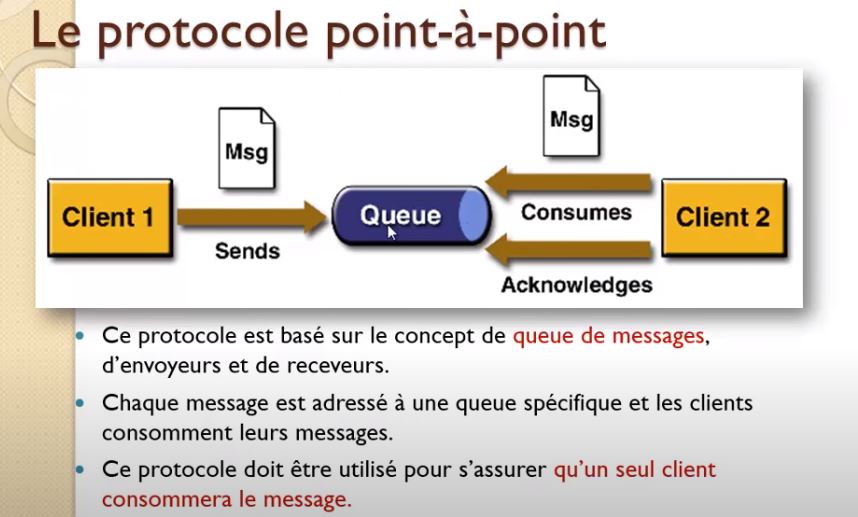 Le protocole point-à-point
Msg
Msg
Client 1
Queue
Consumes
Client 2
Sends
Acknowledges
• Ce protocole est basé sur le concept de queue de messages,
d'envoyeurs et de receveurs.
• Chaque message est adressé à une queue spécifique et les clients
consomment leurs messages.
• Ce protocole doit être utilisé pour s'assurer qu'un seul client
consommera le message.